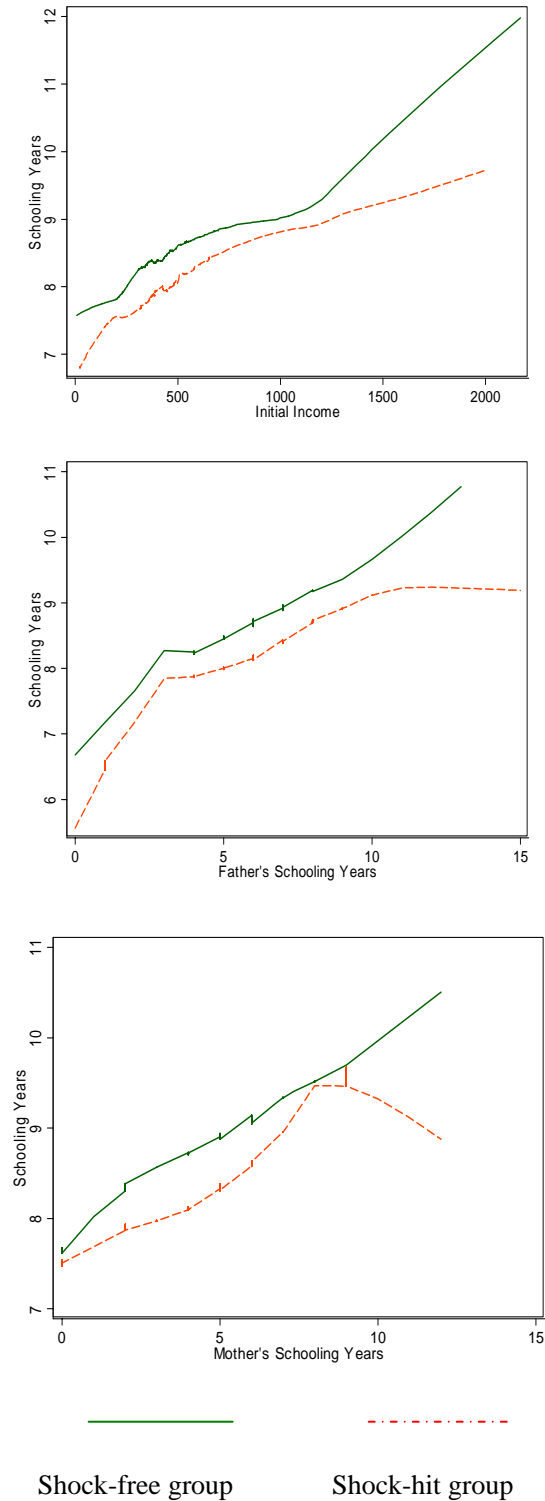 12
11
10
9
8
7
Schooling Years
0 500 1000 1500 2000
Initial Income
11
10
9
8
7
6
Schooling Years
0 5 10 15
Father's Schooling Years
11
10
9
8
7
Schooling Years
0 5 10 15
Mother's Schooling Years
Shock-free group Shock-hit group